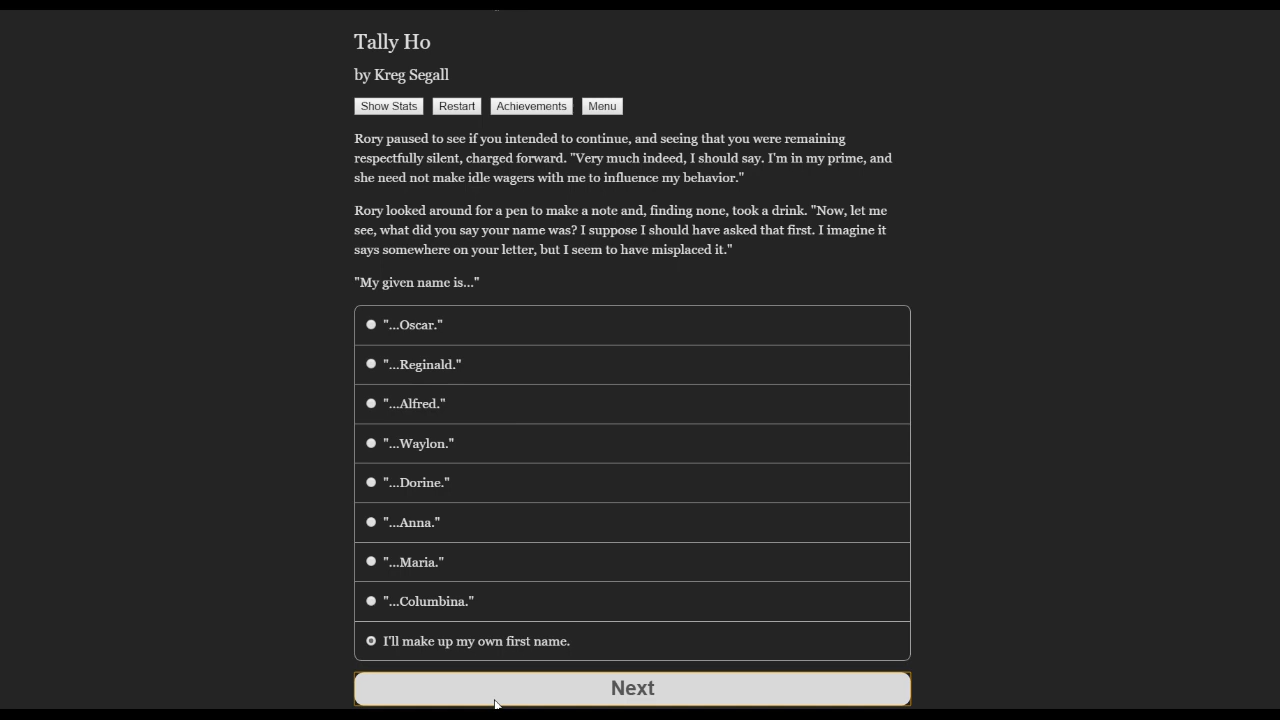 Tally Ho
by Kreg Segall
Show Stats Restart Achievements Menu
Rory paused to see if you intended to continue, and seeing that you were remaining
respectfully silent, charged forward. "Very much indeed, I should say. I'm in my prime, and
she need not make idle wagers with me to influence my behavior."
Rory looked around for a pen to make a note and, finding none, took a drink. "Now, let me
see, what did you say your name was? I suppose I should have asked that first. I imagine it
says somewhere on your letter, but I seem to have misplaced it."
"My given name is..."
"...Oscar."
"...Reginald."
"...Alfred."
"...Waylon."
"...Dorine."
"...Anna."
"...Maria."
"...Columbina."
I'll make up my own first name.
Next